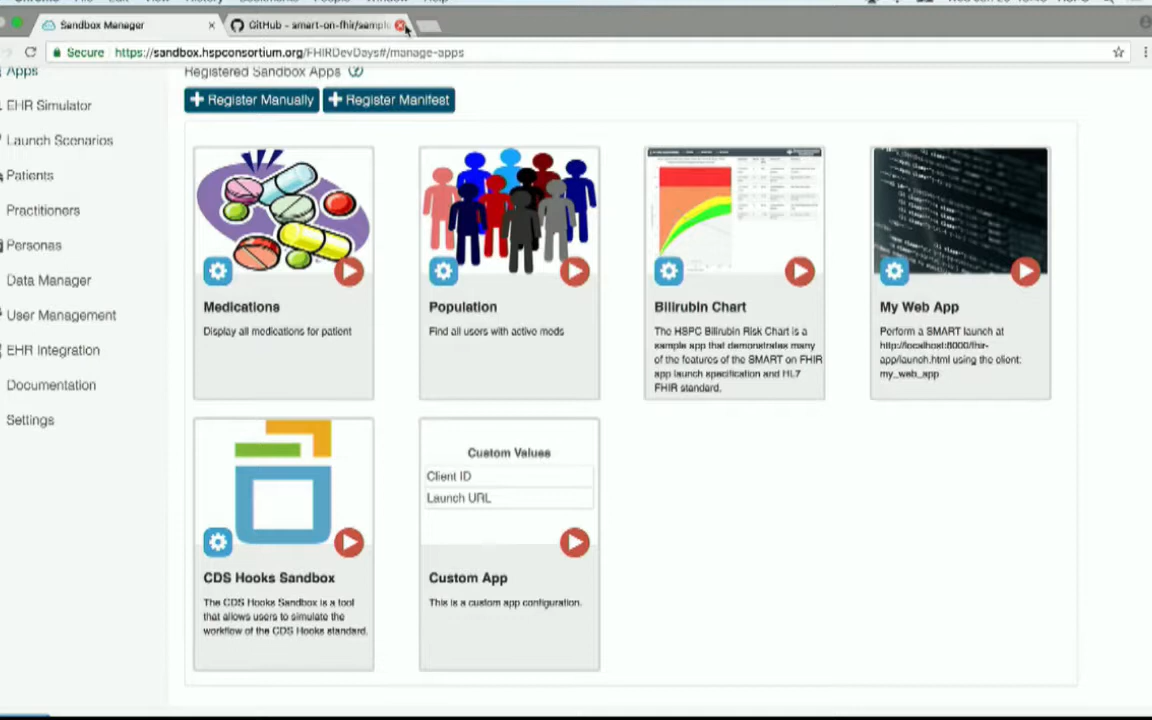 Sandbox Manager
GitHub - smart-on-fhir/sampl
Secure https://sandbox.hspconsortium.org/FHIRDevDays#/manage-apps
Apps
EHR Simulator
Launch Scenarios
Patients
Practitioners
Personas
Data Manager
User Management
EHR Integration
Documentation
Settings
Registered Sandbox Apps
Register Manually
Register Manifest
Medications
Display all medications for patient
Population
Find all users with active meds
Bilirubin Chart
The HSPC Bilirubin Risk Chart is a
sample app that demonstrates many
of the features of the SMART on FHIR
app launch specification and HL7
FHIR standard.
My Web App
Perform a SMART launch at
http://localhost:8000/fhir-
app/launch.html using the client:
my_web_app
CDS Hooks Sandbox
The CDS Hooks Sandbox is a tool
that allows users to simulate the
workflow of the CDS Hooks standard.
Custom Values
Client ID
Launch URL
Custom App
This is a custom app configuration.